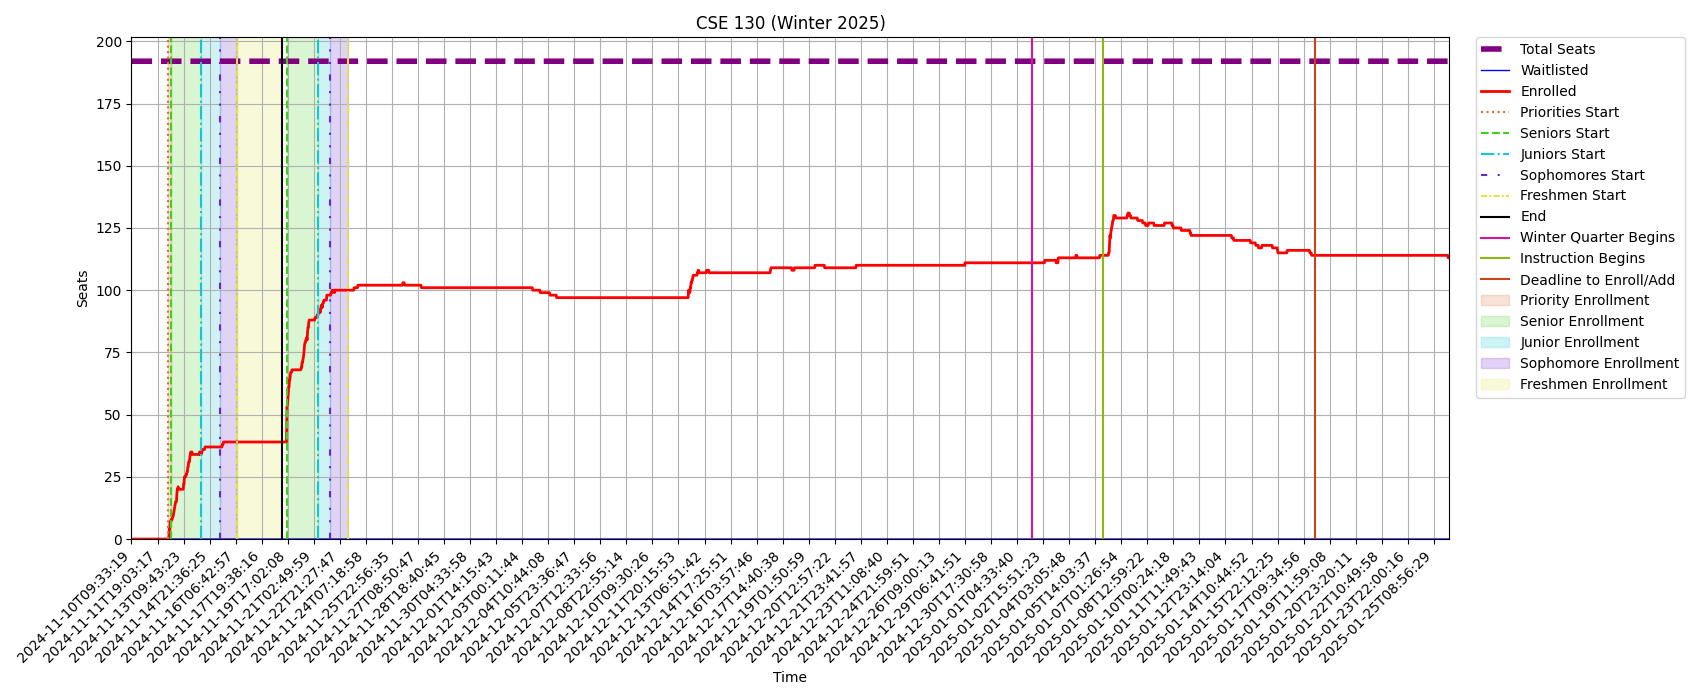 CSE 130 (Winter 2025)
200
175
150
125
100
75
50
25
0
Seats
2024-11-10T09:33:19
2024-11-11T19:03:17
2024-11-13T09:43:23
2024-11-14T21:36:25
2024-11-16T06:42:57
2024-11-17T19:38:16
2024-11-19T17:02:08
2024-11-21T02:49:59
2024-11-22T21:27:47
2024-11-24T07:18:58
2024-11-25T22:56:35
2024-11-27T08:50:47
2024-11-28T18:40:45
2024-11-30T04:33:58
2024-12-01T14:15:43
2024-12-03T00:11:44
2024-12-04T10:44:08
2024-12-05T23:36:47
2024-12-07T12:33:56
2024-12-08T22:55:14
2024-12-10T09:30:26
2024-12-11T20:15:53
2024-12-13T06:51:42
2024-12-14T17:25:51
2024-12-16T03:57:46
2024-12-17T14:40:38
2024-12-19T01:50:59
2024-12-20T12:57:22
2024-12-21T23:41:57
2024-12-23T11:08:40
2024-12-24T21:59:51
2024-12-26T09:00:13
2024-12-29T06:41:51
2024-12-30T17:30:58
2025-01-01T04:33:40
2025-01-02T15:51:23
2025-01-04T03:05:48
2025-01-05T14:03:37
2025-01-07T01:26:54
2025-01-08T12:59:22
2025-01-10T00:24:18
2025-01-11T11:49:43
2025-01-12T23:14:04
2025-01-14T10:44:52
2025-01-15T22:12:25
2025-01-17T09:34:56
2025-01-19T11:59:08
2025-01-20T23:20:11
2025-01-22T10:49:58
2025-01-23T22:00:16
2025-01-25T08:56:29
Time
Total Seats
Waitlisted
Enrolled
Priorities Start
Seniors Start
Juniors Start
Sophomores Start
Freshmen Start
End
Winter Quarter Begins
Instruction Begins
Deadline to Enroll/Add
Priority Enrollment
Senior Enrollment
Junior Enrollment
Sophomore Enrollment
Freshmen Enrollment